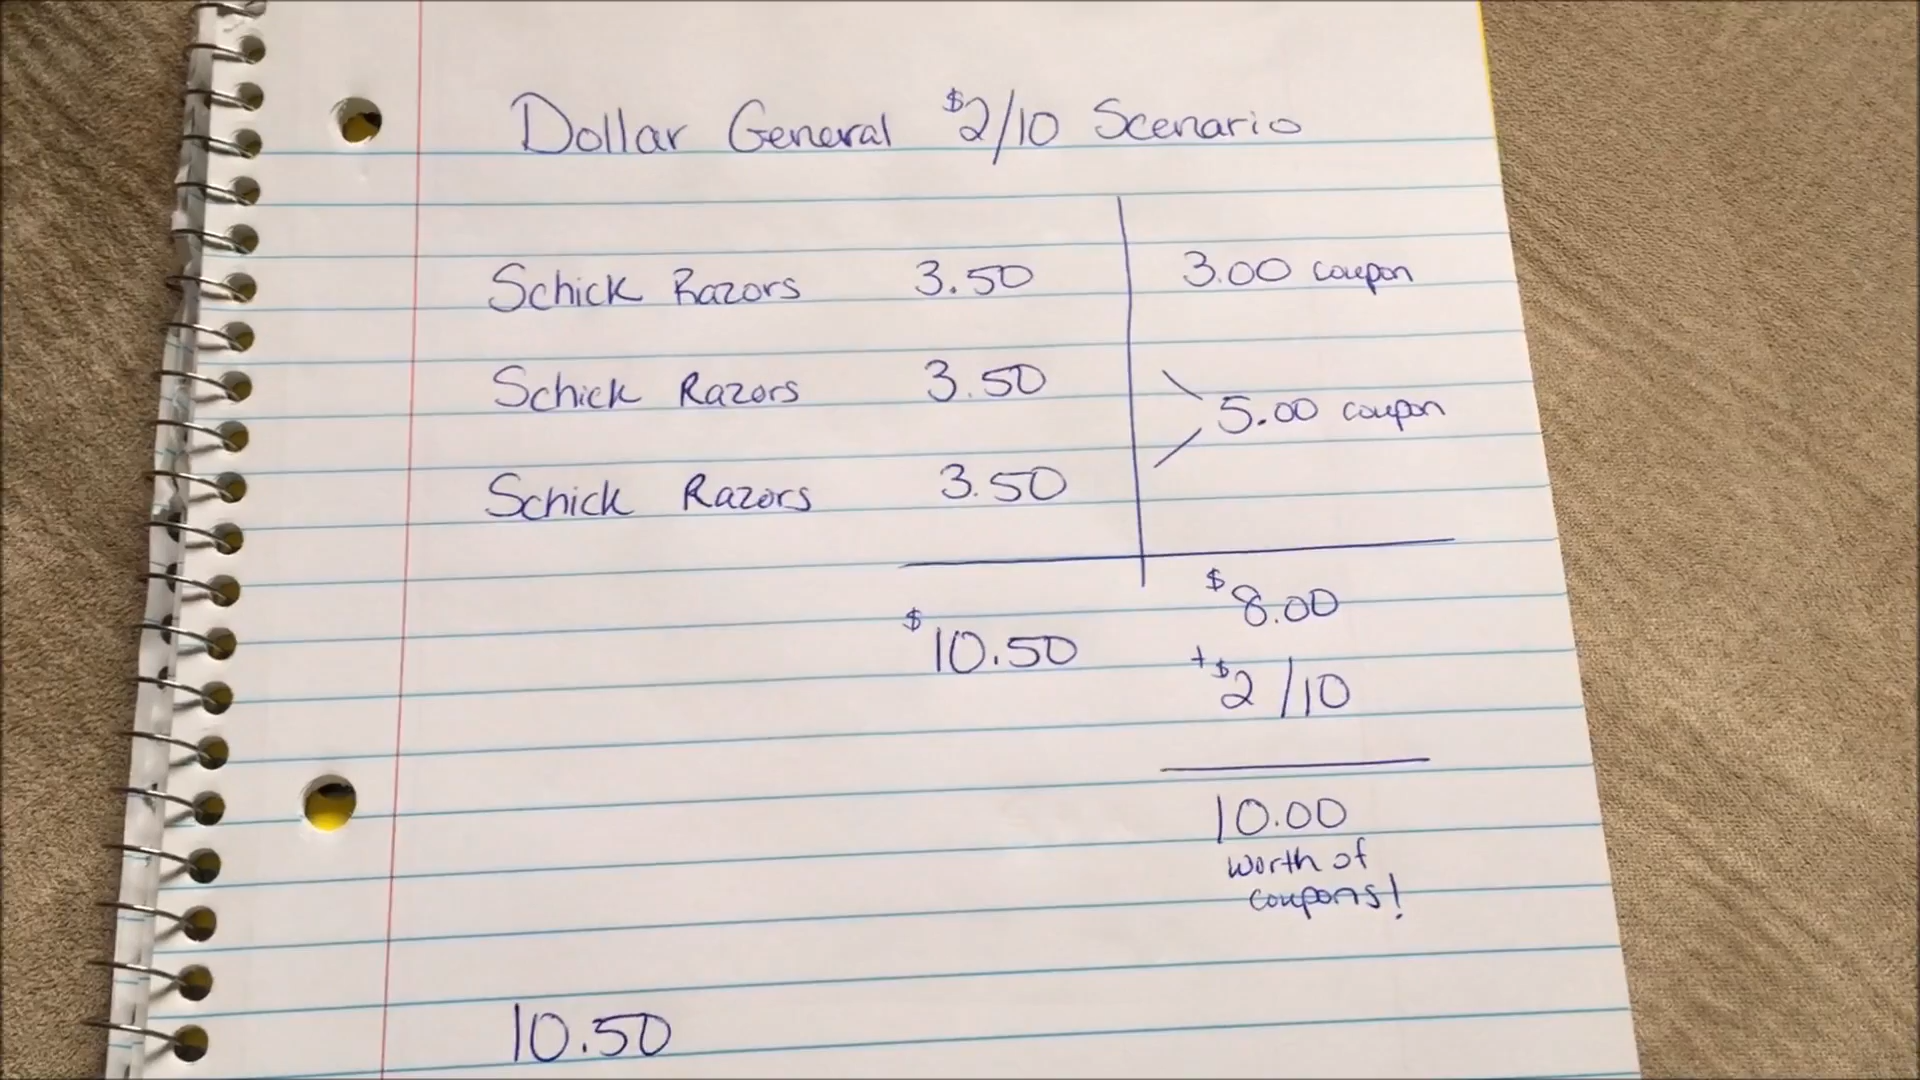 Dollar General $2/10 Scenario
Schick Razors 3.50 3.00 coupon
Schick Razors 3.50
5.00 coupon
Schick Razors 3.50
$8.00
$10.50
+$2/10
10.00
worth of
coupons!
10.50